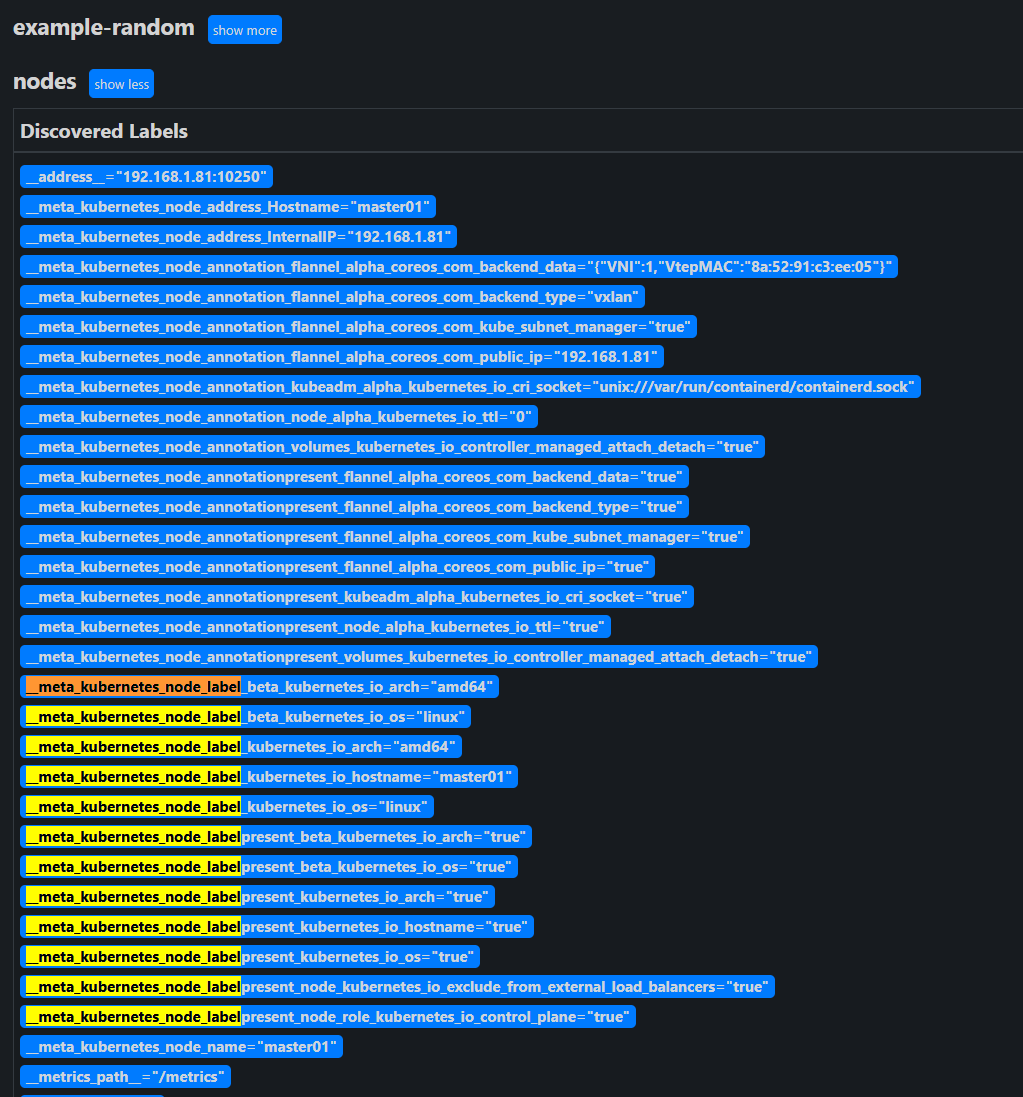 example-random show more
nodes show less
Discovered Labels
__address__="192.168.1.81:10250"
__meta_kubernetes_node_address_Hostname="master01"
__meta_kubernetes_node_address_InternalIP="192.168.1.81"
__meta_kubernetes_node_annotation_flannel_alpha_coreos_com_backend_data="{"VNI":1,"VtepMAC":"8a:52:91:c3:ee:05"}"
__meta_kubernetes_node_annotation_flannel_alpha_coreos_com_backend_type="vxlan"
__meta_kubernetes_node_annotation_flannel_alpha_coreos_com_kube_subnet_manager="true"
__meta_kubernetes_node_annotation_flannel_alpha_coreos_com_public_ip="192.168.1.81"
__meta_kubernetes_node_annotation_kubeadm_alpha_kubernetes_io_cri_socket="unix:///var/run/containerd/containerd.sock"
__meta_kubernetes_node_annotation_node_alpha_kubernetes_io_ttl="0"
__meta_kubernetes_node_annotation_volumes_kubernetes_io_controller_managed_attach_detach="true"
__meta_kubernetes_node_annotationpresent_flannel_alpha_coreos_com_backend_data="true"
__meta_kubernetes_node_annotationpresent_flannel_alpha_coreos_com_backend_type="true"
__meta_kubernetes_node_annotationpresent_flannel_alpha_coreos_com_kube_subnet_manager="true"
__meta_kubernetes_node_annotationpresent_flannel_alpha_coreos_com_public_ip="true"
__meta_kubernetes_node_annotationpresent_kubeadm_alpha_kubernetes_io_cri_socket="true"
__meta_kubernetes_node_annotationpresent_node_alpha_kubernetes_io_ttl="true"
__meta_kubernetes_node_annotationpresent_volumes_kubernetes_io_controller_managed_attach_detach="true"
__meta_kubernetes_node_label_beta_kubernetes_io_arch="amd64"
__meta_kubernetes_node_label_beta_kubernetes_io_os="linux"
__meta_kubernetes_node_label_kubernetes_io_arch="amd64"
__meta_kubernetes_node_label_kubernetes_io_hostname="master01"
__meta_kubernetes_node_label_kubernetes_io_os="linux"
__meta_kubernetes_node_labelpresent_beta_kubernetes_io_arch="true"
__meta_kubernetes_node_labelpresent_beta_kubernetes_io_os="true"
__meta_kubernetes_node_labelpresent_kubernetes_io_arch="true"
__meta_kubernetes_node_labelpresent_kubernetes_io_hostname="true"
__meta_kubernetes_node_labelpresent_kubernetes_io_os="true"
__meta_kubernetes_node_labelpresent_node_kubernetes_io_exclude_from_external_load_balancers="true"
__meta_kubernetes_node_labelpresent_node_role_kubernetes_io_control_plane="true"
__meta_kubernetes_node_name="master01"
__metrics_path__="/metrics"